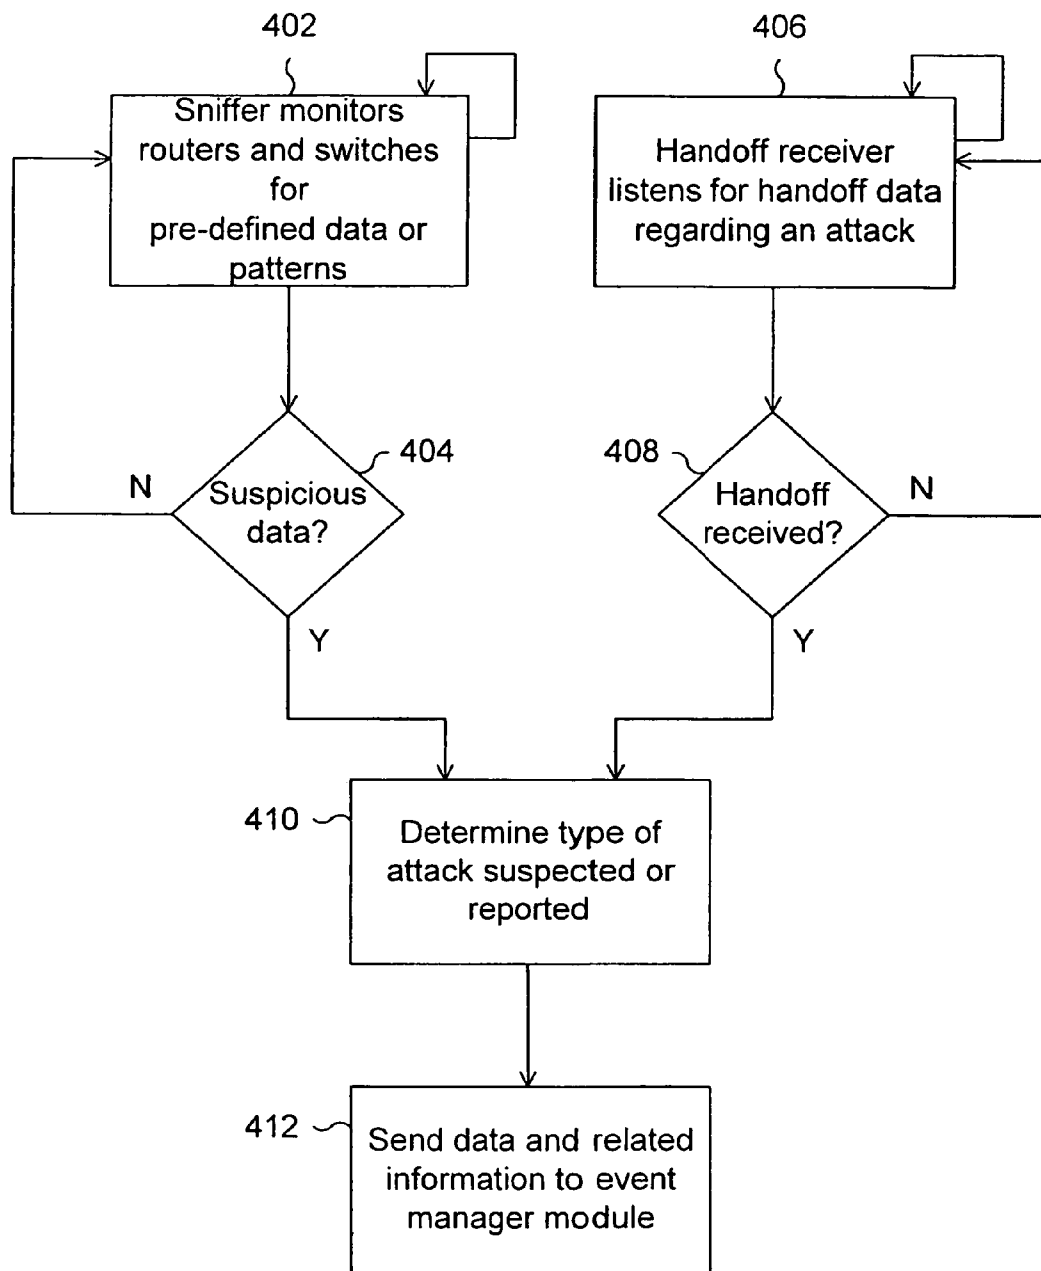 402
Sniffer monitors
routers and switches
for
pre-defined data or
patterns
406
Handoff receiver
listens for handoff data
regarding an attack
404
Suspicious
data?
N
Y
408
Handoff
received?
N
Y
410
Determine type of
attack suspected or
reported
412
Send data and related
information to event
manager module